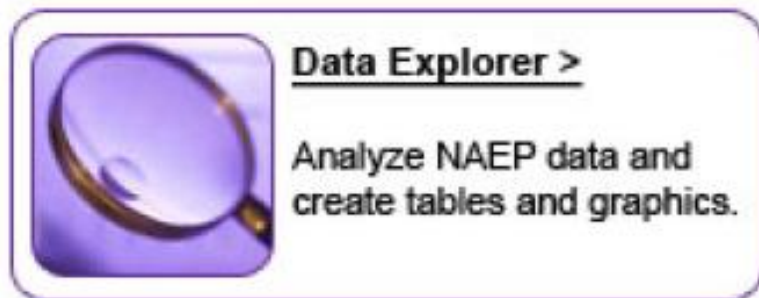 Data Explorer >
Analyze NAEP data and
create tables and graphics.